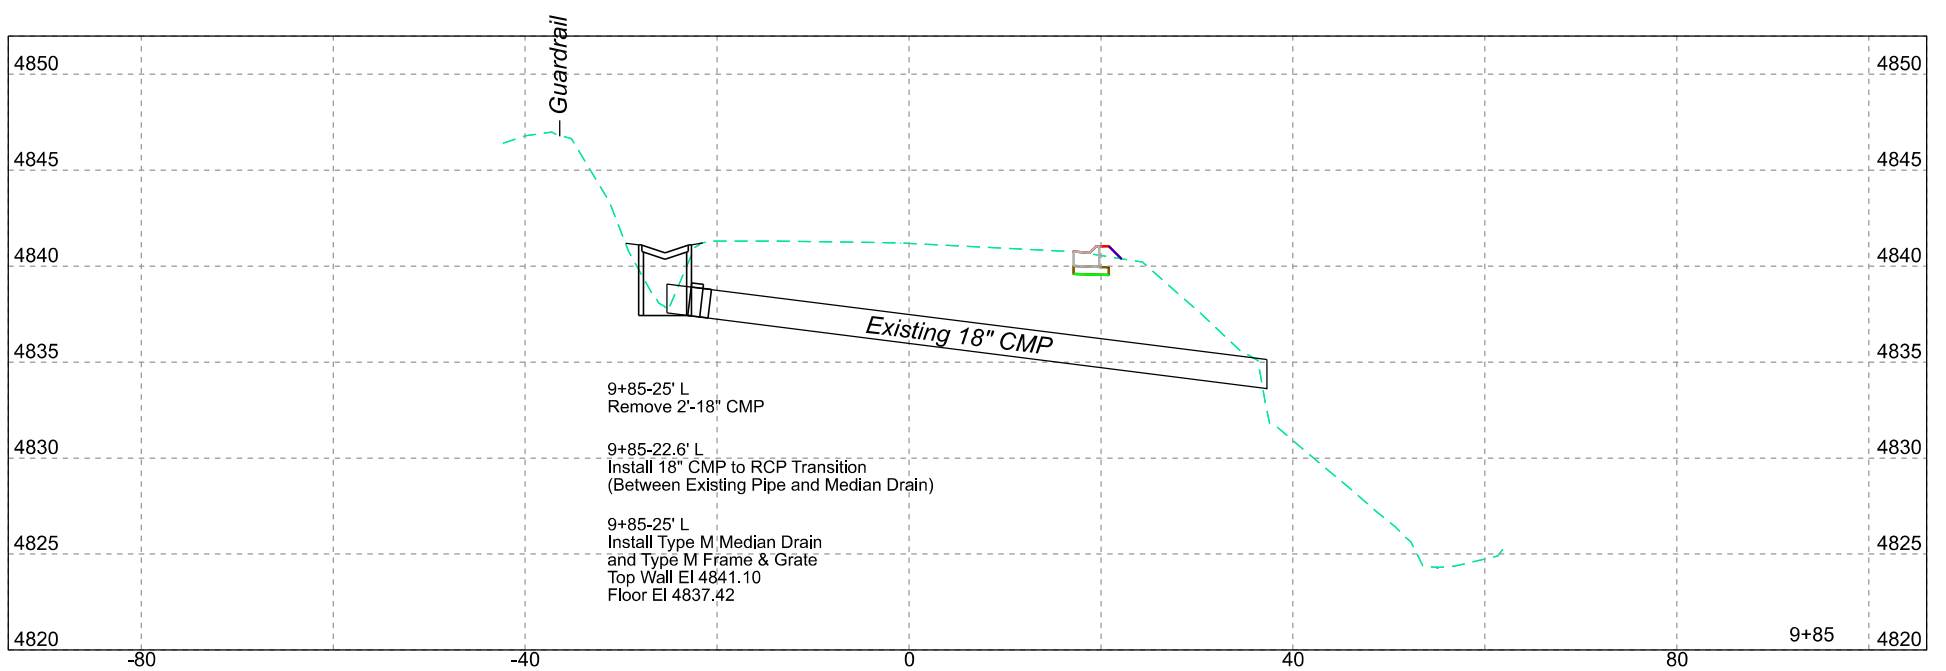 Guardrail
4850
4850
4845
4845
4840
4840
Existing 18" CMP
4835
4835
9+85-25' L
Remove 2'-18" CMP
4830
4830
9+85-22.6' L
Install 18" CMP to RCP Transition
(Between Existing Pipe and Median Drain)
9+85-25' L
Install Type M Median Drain
and Type M Frame & Grate
Top Wall El 4841.10
Floor El 4837.42
4825
4825
4820
9+85
4820
-80
-40
0
40
80